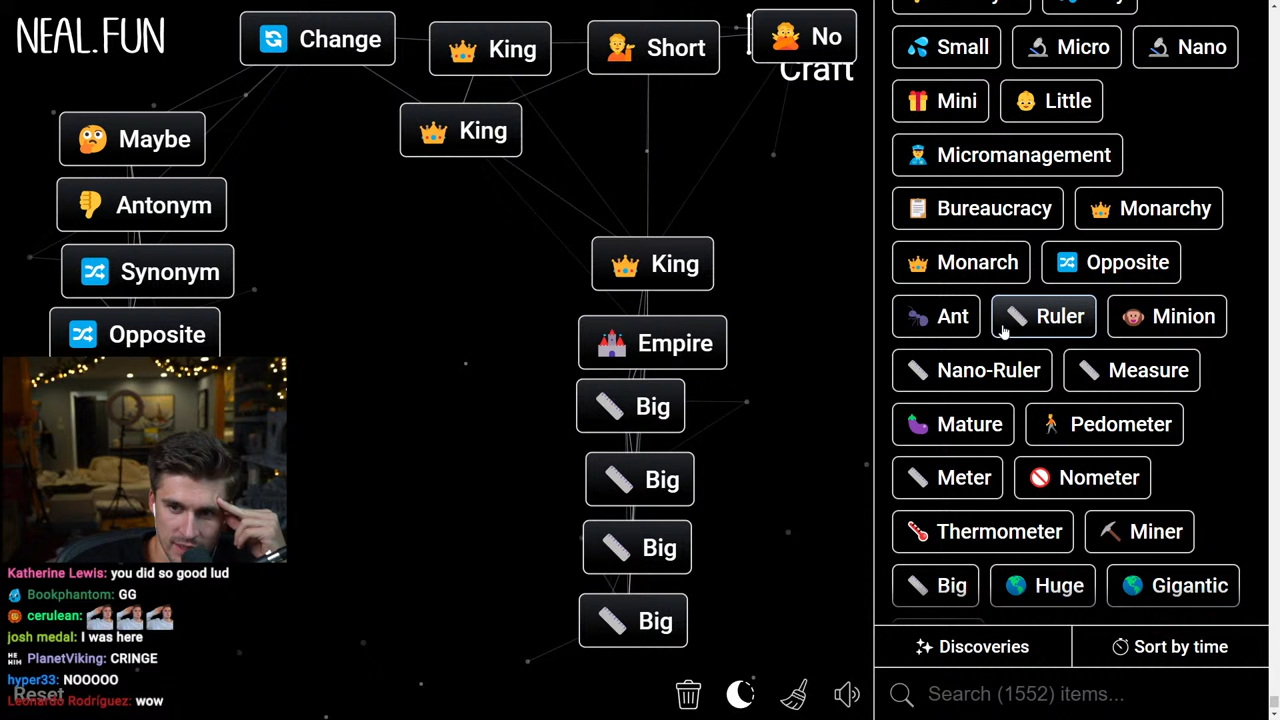 NEAL.FUN
Change
King
Short
No
Craft
King
Maybe
Antonym
Synonym
Opposite
King
Empire
Big
Big
Big
Big
Small
Micro
Nano
Mini
Little
Micromanagement
Bureaucracy
Monarchy
Monarch
Opposite
Ant
Ruler
Minion
Nano-Ruler
Measure
Mature
Pedometer
Meter
Nometer
Thermometer
Miner
Big
Huge
Gigantic
Discoveries
Sort by time
Search (1552) items...
Katherine Lewis: you did so good lud
Bookphantom: GG
cerulean:
josh medal: I was here
PlanetViking: CRINGE
hyper33: NOOOOO
Reset
Leonardo Rodríguez: wow